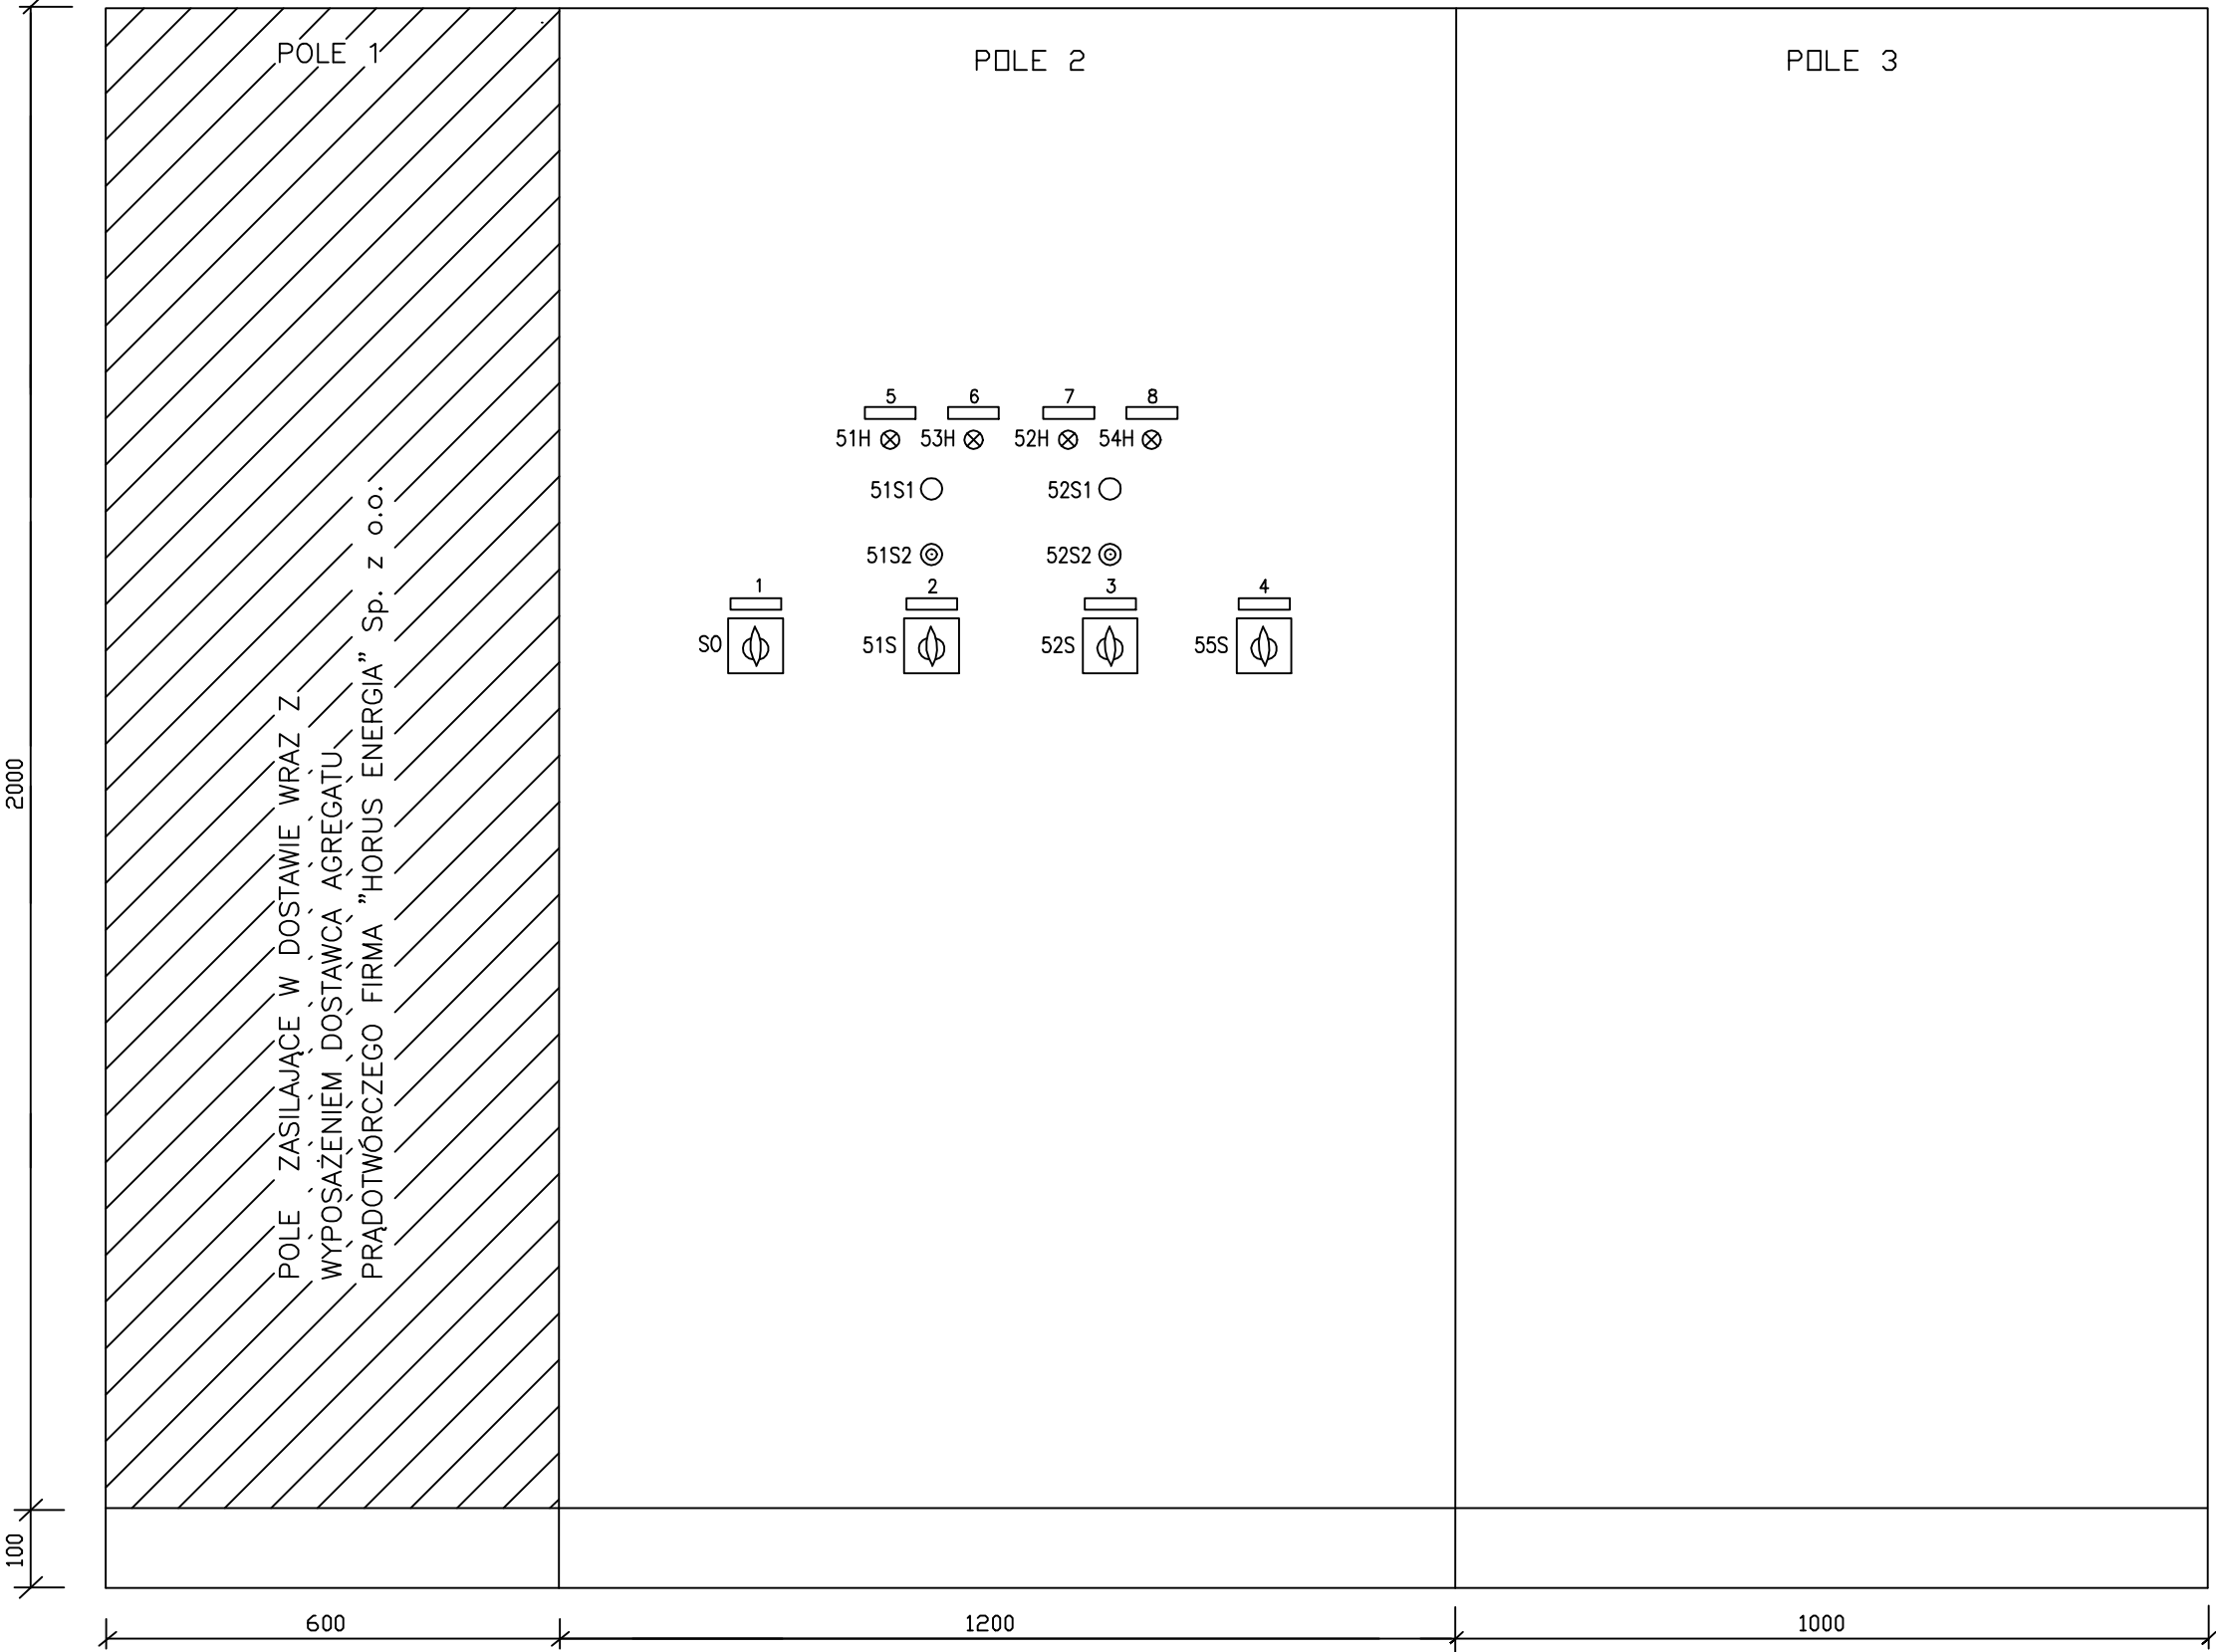 POLE 1
POLE 2
POLE 3
5 6 7 8
51H 53H 52H 54H
51S1 52S1
51S2 52S2
1 2 3 4
S0 51S 52S 55S
POLE ZASILAJĄCE W DOSTAWIE WRAZ Z
WYPOSAŻENIEM DOSTAWCA AGREGATU
PRĄDOTWÓRCZEGO FIRMA "HORUS ENERGIA" Sp. z o.o.
2000
100
600 1200 1000